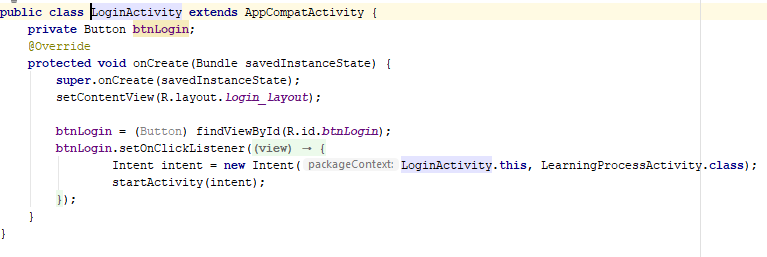 public class LoginActivity extends AppCompatActivity {
    private Button btnLogin;
    @Override
    protected void onCreate(Bundle savedInstanceState) {
        super.onCreate(savedInstanceState);
        setContentView(R.layout.login_layout);
        btnLogin = (Button) findViewById(R.id.btnLogin);
        btnLogin.setOnClickListener((view) → {
                Intent intent = new Intent( packageContext: LoginActivity.this, LearningProcessActivity.class);
                startActivity(intent);
        });
    }
}